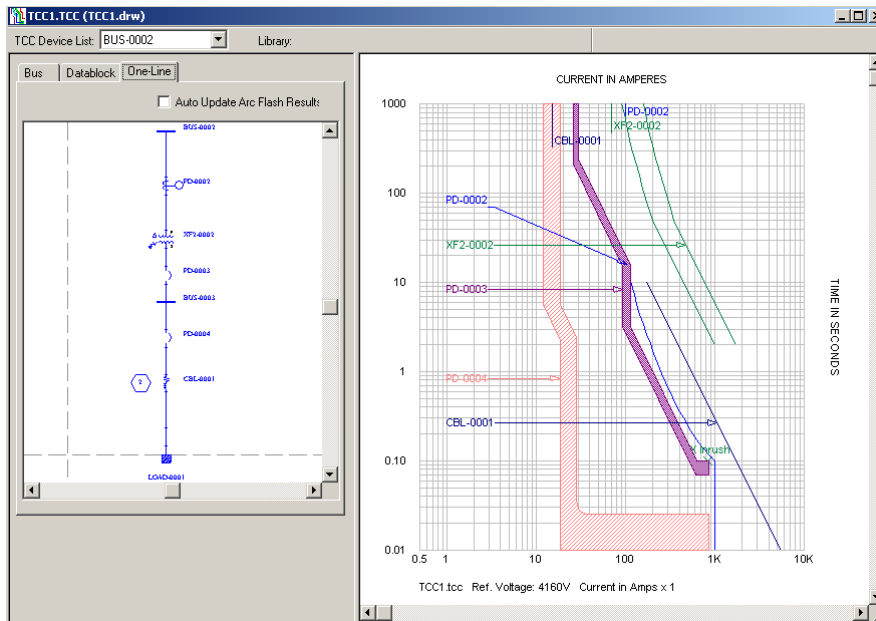 TCC1.TCC (TCC1.drw)
TCC Device List: BUS-0002 Library:
Bus Datablock One-Line
Auto Update Arc Flash Results
BUS-0002
PD-0002
XF2-0002
PD-0003
BUS-0003
PD-0004
2
CBL-0001
LOAD-0001
CURRENT IN AMPERES
1000
PD-0002
XF2-0002
CBL-0001
100
PD-0002
XF2-0002
10
PD-0003
TIME IN SECONDS
1
PD-0004
CBL-0001
X Inrush
0.10
0.01
0.5 1 10 100 1K 10K
TCC1.tcc Ref. Voltage: 4160V Current in Amps x 1